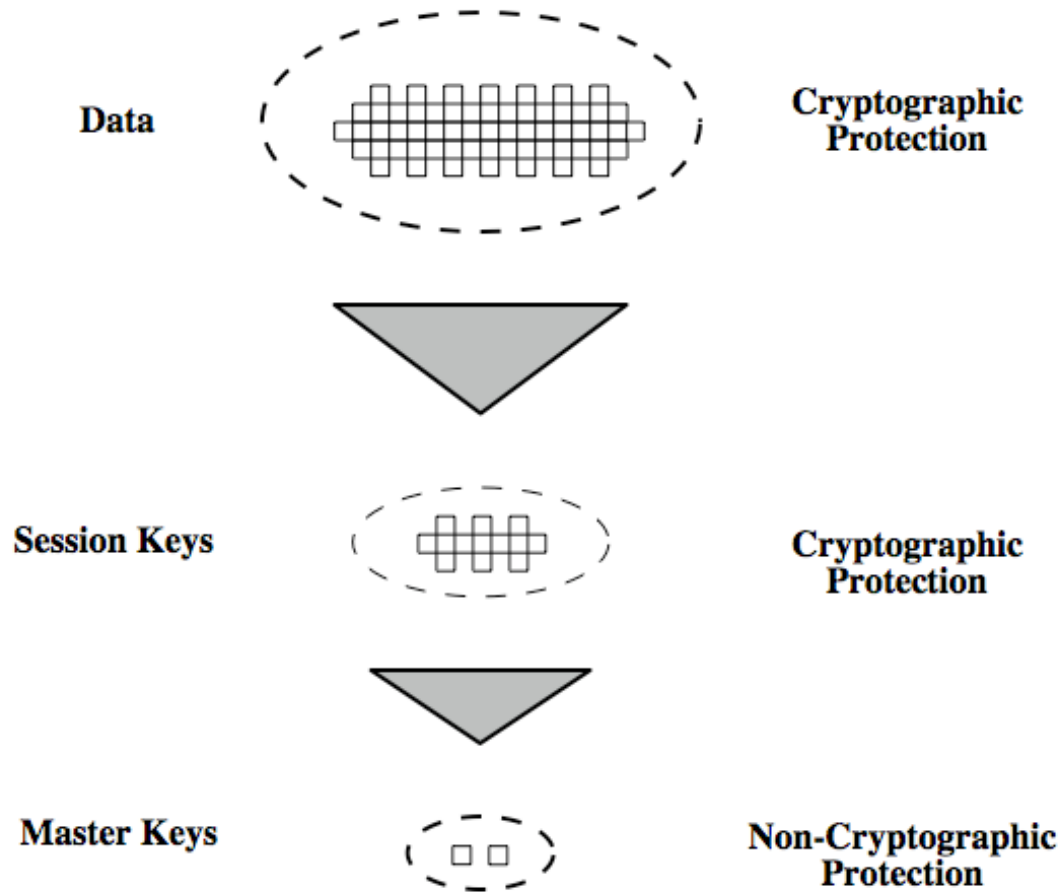 Data
Cryptographic
Protection
Session Keys
Cryptographic
Protection
Master Keys
Non-Cryptographic
Protection